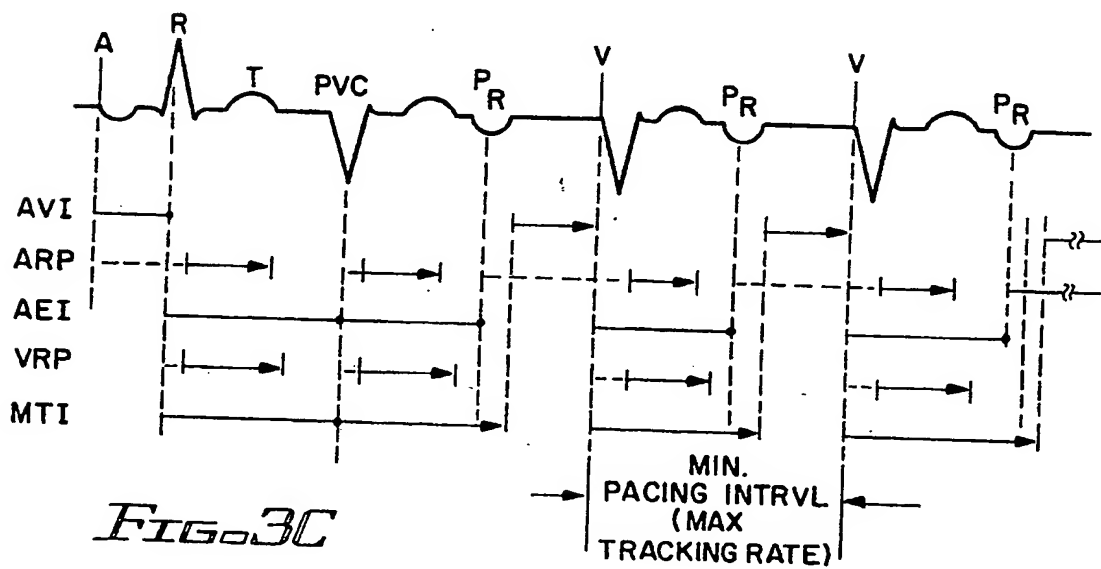 A R T PVC PR V PR V PR
AVI
ARP
AEI
VRP
MTI
MIN.
PACING INTRVL
(MAX
TRACKING RATE)
FIG. 3C